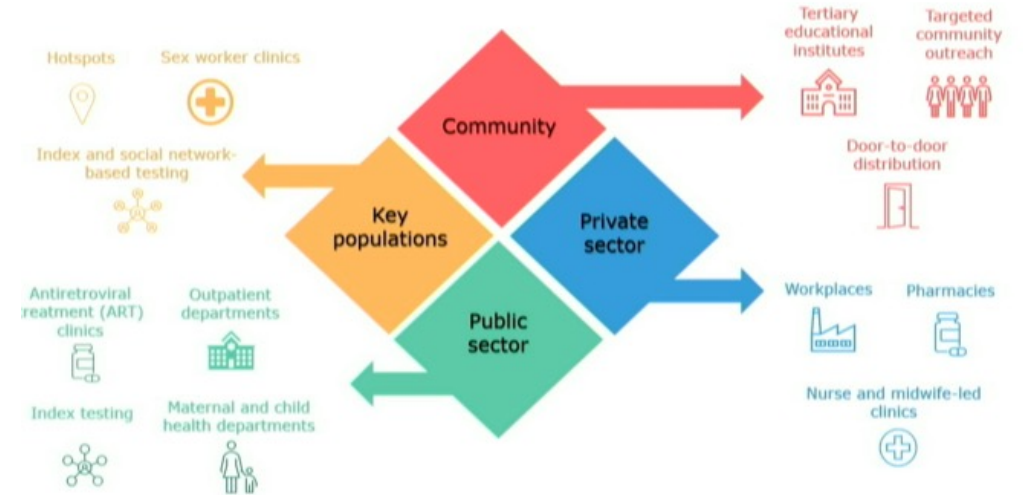 Hotspots
Sex worker clinics
Index and social network-
based testing
Community
Tertiary
educational
institutes
Targeted
community
outreach
Door-to-door
distribution
Key
populations
Private
sector
Antiretroviral
reatment (ART)
clinics
Outpatient
departments
Index testing
Maternal and child
health departments
Public
sector
Workplaces
Pharmacies
Nurse and midwife-led
clinics